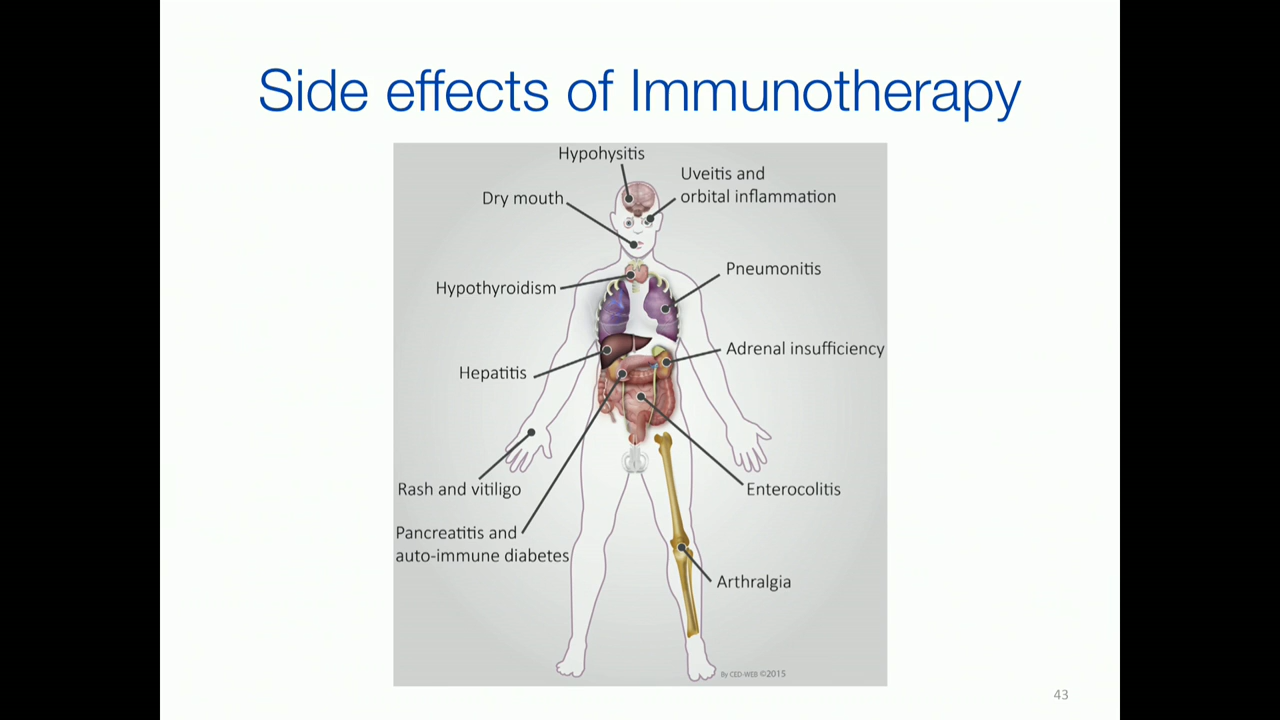 Side effects of Immunotherapy
Hypohysitis
Uveitis and
orbital inflammation
Dry mouth
Pneumonitis
Hypothyroidism
Adrenal insufficiency
Hepatitis
Rash and vitiligo
Enterocolitis
Pancreatitis and
auto-immune diabetes
Arthralgia
By CED-WEB ©2015
43